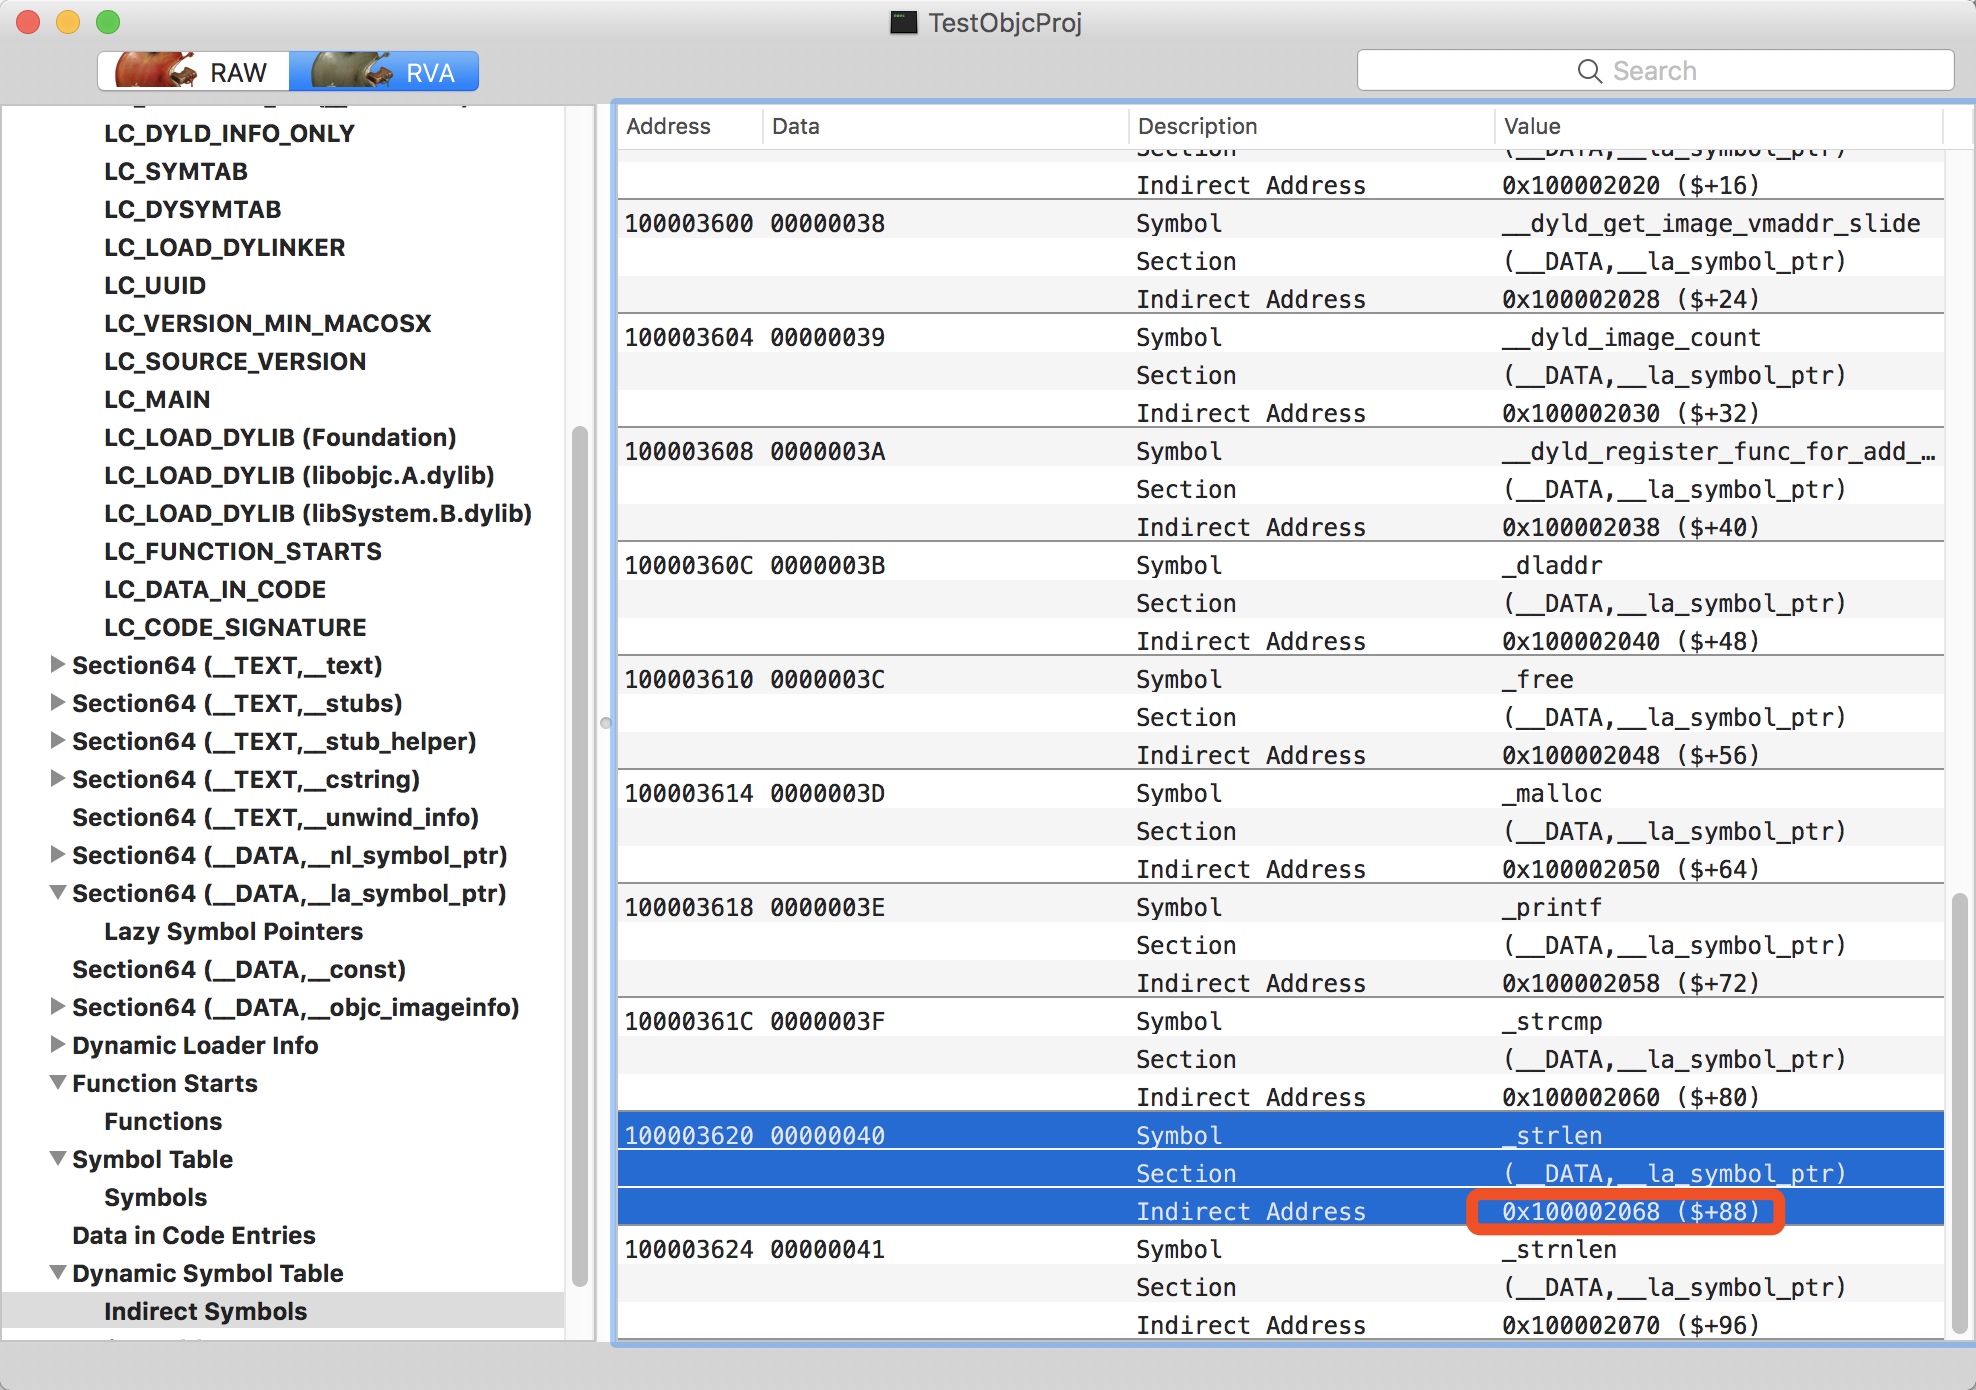 TestObjcProj
RAW RVA
Search
LC_DYLD_INFO_ONLY
LC_SYMTAB
LC_DYSYMTAB
LC_LOAD_DYLINKER
LC_UUID
LC_VERSION_MIN_MACOSX
LC_SOURCE_VERSION
LC_MAIN
LC_LOAD_DYLIB (Foundation)
LC_LOAD_DYLIB (libobjc.A.dylib)
LC_LOAD_DYLIB (libSystem.B.dylib)
LC_FUNCTION_STARTS
LC_DATA_IN_CODE
LC_CODE_SIGNATURE
Section64 (__TEXT,__text)
Section64 (__TEXT,__stubs)
Section64 (__TEXT,__stub_helper)
Section64 (__TEXT,__cstring)
Section64 (__TEXT,__unwind_info)
Section64 (__DATA,__nl_symbol_ptr)
Section64 (__DATA,__la_symbol_ptr)
Lazy Symbol Pointers
Section64 (__DATA,__const)
Section64 (__DATA,__objc_imageinfo)
Dynamic Loader Info
Function Starts
Functions
Symbol Table
Symbols
Data in Code Entries
Dynamic Symbol Table
Indirect Symbols
Address Data Description Value
Section (__DATA,__la_symbol_ptr)
Indirect Address 0x100002020 ($+16)
100003600 00000038 Symbol __dyld_get_image_vmaddr_slide
Section (__DATA,__la_symbol_ptr)
Indirect Address 0x100002028 ($+24)
100003604 00000039 Symbol __dyld_image_count
Section (__DATA,__la_symbol_ptr)
Indirect Address 0x100002030 ($+32)
100003608 0000003A Symbol __dyld_register_func_for_add_…
Section (__DATA,__la_symbol_ptr)
Indirect Address 0x100002038 ($+40)
10000360C 0000003B Symbol _dladdr
Section (__DATA,__la_symbol_ptr)
Indirect Address 0x100002040 ($+48)
100003610 0000003C Symbol _free
Section (__DATA,__la_symbol_ptr)
Indirect Address 0x100002048 ($+56)
100003614 0000003D Symbol _malloc
Section (__DATA,__la_symbol_ptr)
Indirect Address 0x100002050 ($+64)
100003618 0000003E Symbol _printf
Section (__DATA,__la_symbol_ptr)
Indirect Address 0x100002058 ($+72)
10000361C 0000003F Symbol _strcmp
Section (__DATA,__la_symbol_ptr)
Indirect Address 0x100002060 ($+80)
100003620 00000040 Symbol _strlen
Section (__DATA,__la_symbol_ptr)
Indirect Address 0x100002068 ($+88)
100003624 00000041 Symbol _strnlen
Section (__DATA,__la_symbol_ptr)
Indirect Address 0x100002070 ($+96)